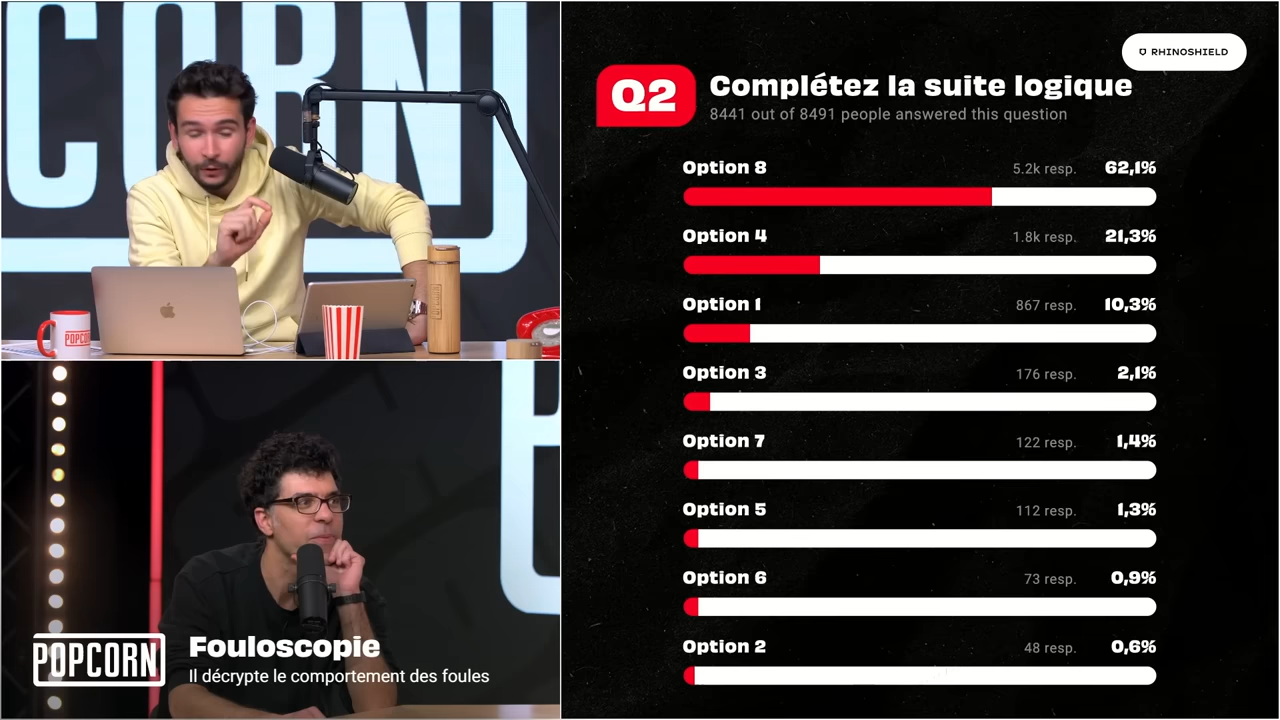 CORN
POPCORN
POPCORN
Fouloscopie
Il décrypte le comportement des foules
RHINOSHIELD
Q2
Complétez la suite logique
8441 out of 8491 people answered this question
Option 8 5.2k resp. 62,1%
Option 4 1.8k resp. 21,3%
Option 1 867 resp. 10,3%
Option 3 176 resp. 2,1%
Option 7 122 resp. 1,4%
Option 5 112 resp. 1,3%
Option 6 73 resp. 0,9%
Option 2 48 resp. 0,6%